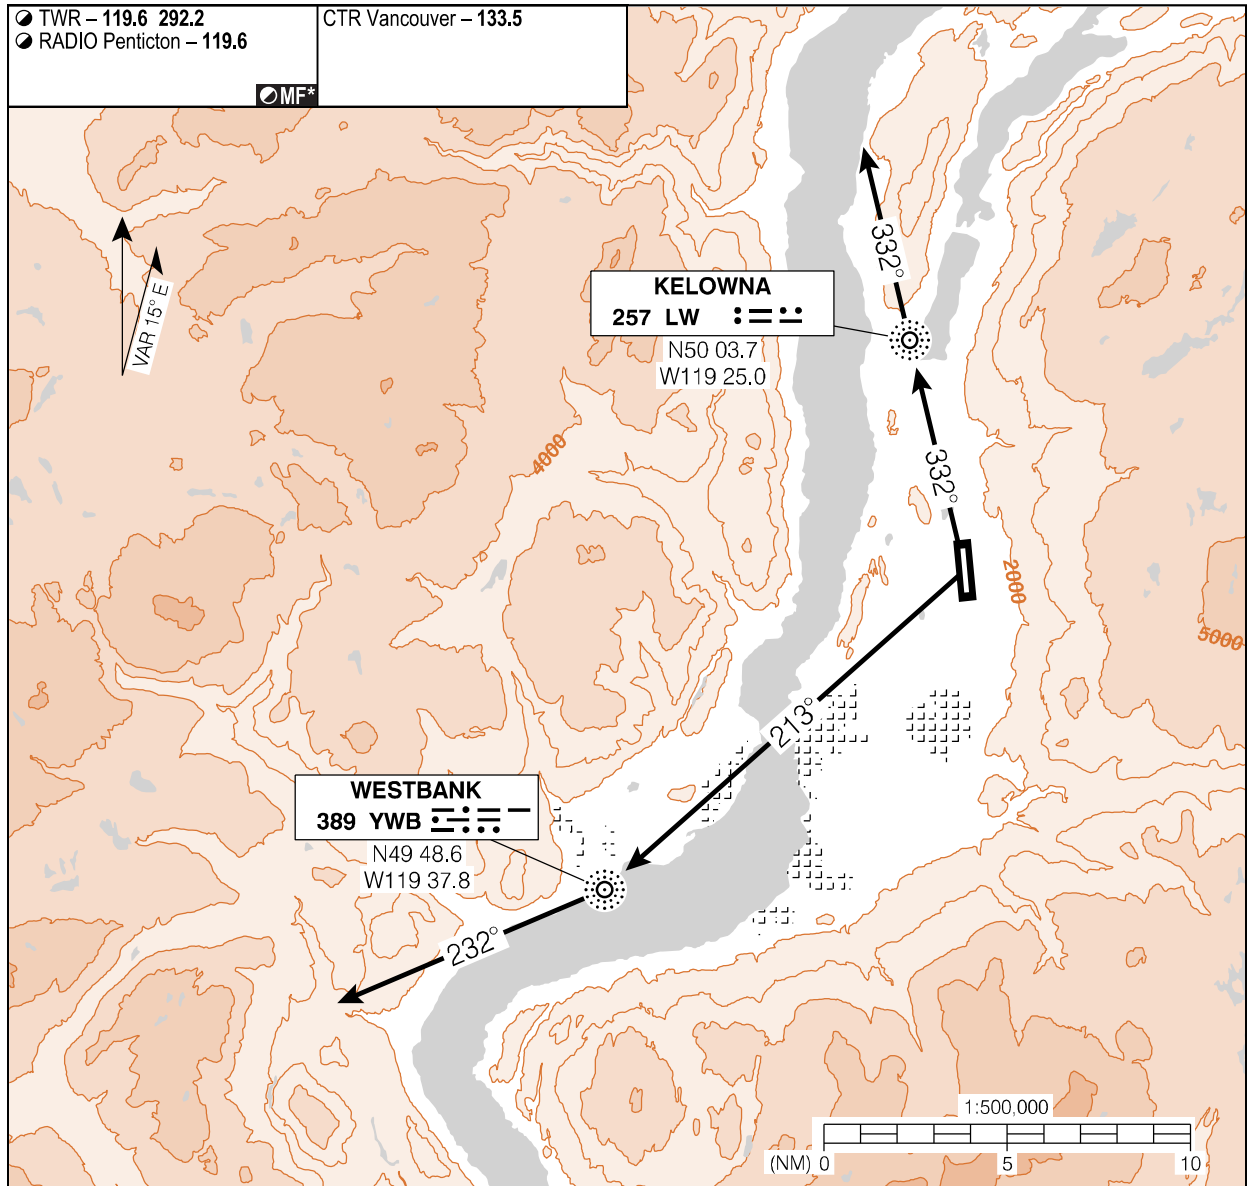 TWR – 119.6 292.2
RADIO Penticton – 119.6
MF*
CTR Vancouver – 133.5
VAR 15° E
332°
KELOWNA
257 LW
N50 03.7
W119 25.0
332°
4000
2000
5000
213°
WESTBANK
389 YWB
N49 48.6
W119 37.8
232°
1:500,000
(NM) 0 5 10